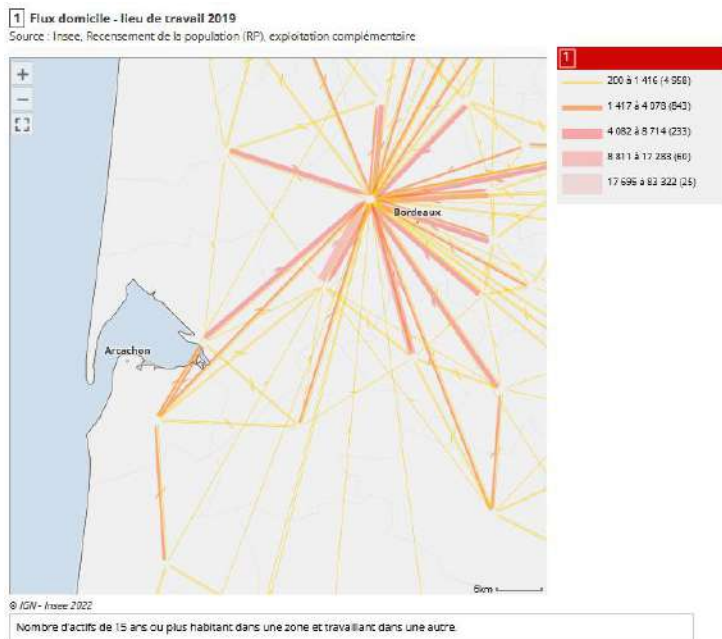 1 Flux domicile - lieu de travail 2019
Source : Insee, Recensement de la population (RP), exploitation complémentaire
+
−
1
200 à 1 416 (4 958)
1 417 à 4 078 (843)
4 082 à 8 714 (233)
8 811 à 17 283 (60)
17 695 à 83 322 (25)
Bordeaux
Arcachon
6km
© IGN - Insee 2022
Nombre d'actifs de 15 ans ou plus habitant dans une zone et travaillant dans une autre.